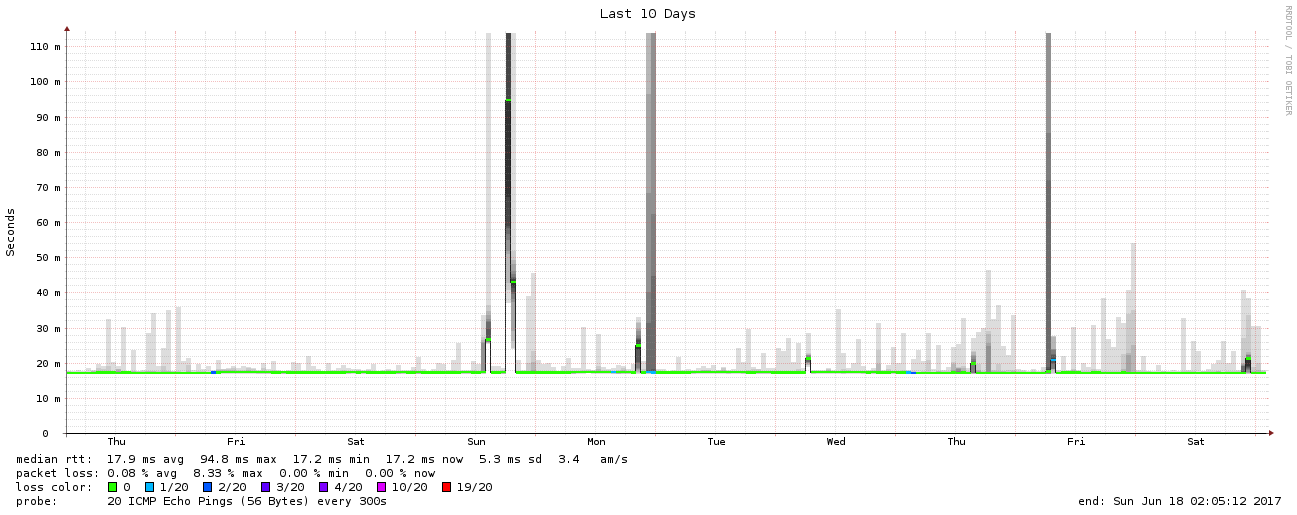 Last 10 Days
RRDTOOL / TOBI OETIKER
Seconds
110 m
100 m
90 m
80 m
70 m
60 m
50 m
40 m
30 m
20 m
10 m
0
Thu Fri Sat Sun Mon Tue Wed Thu Fri Sat
median rtt: 17.9 ms avg 94.8 ms max 17.2 ms min 17.2 ms now 5.3 ms sd 3.4 am/s
packet loss: 0.08 % avg 8.33 % max 0.00 % min 0.00 % now
loss color: 0 1/20 2/20 3/20 4/20 10/20 19/20
probe: 20 ICMP Echo Pings (56 Bytes) every 300s end: Sun Jun 18 02:05:12 2017